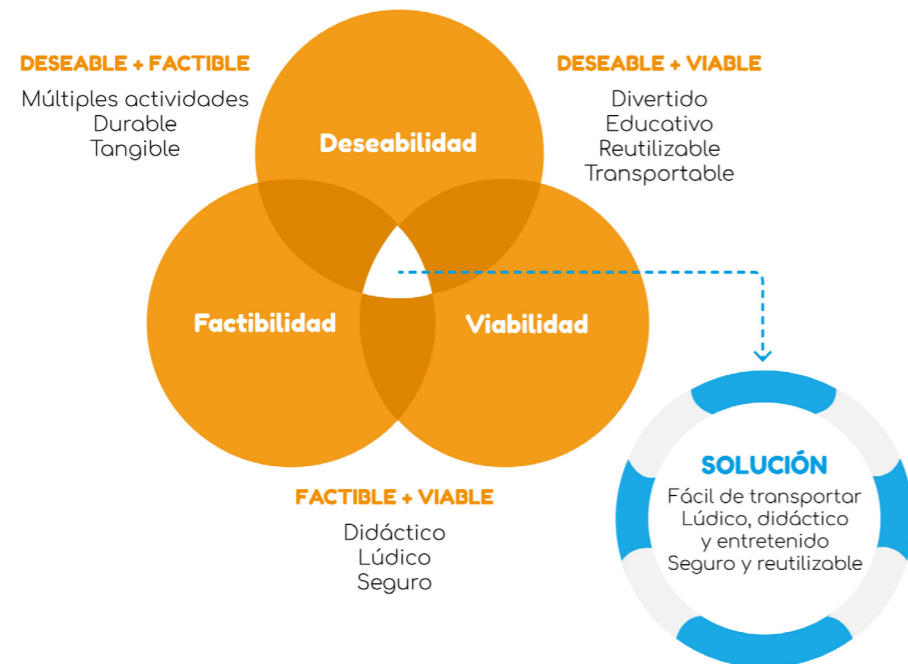 DESEABLE + FACTIBLE
Múltiples actividades
Durable
Tangible
DESEABLE + VIABLE
Divertido
Educativo
Reutilizable
Transportable
Deseabilidad
Factibilidad
Viabilidad
FACTIBLE + VIABLE
Didáctico
Lúdico
Seguro
SOLUCIÓN
Fácil de transportar
Lúdico, didáctico
y entretenido
Seguro y reutilizable